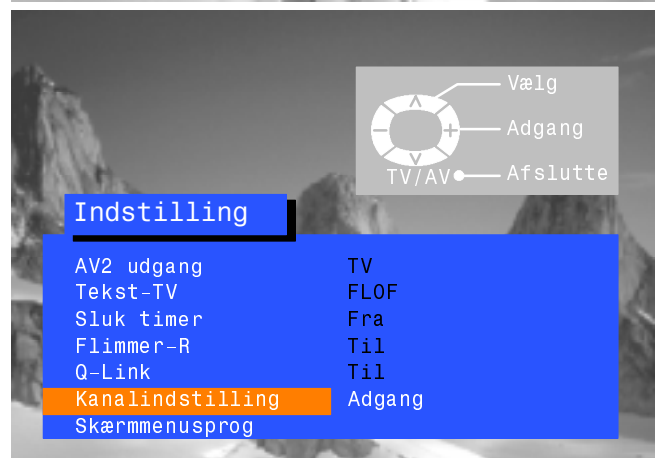 Vælg
Adgang
TV/AV Afslutte
Indstilling
AV2 udgang TV
Tekst-TV FLOF
Sluk timer Fra
Flimmer-R Til
Q-Link Til
Kanalindstilling Adgang
Skærmmenusprog